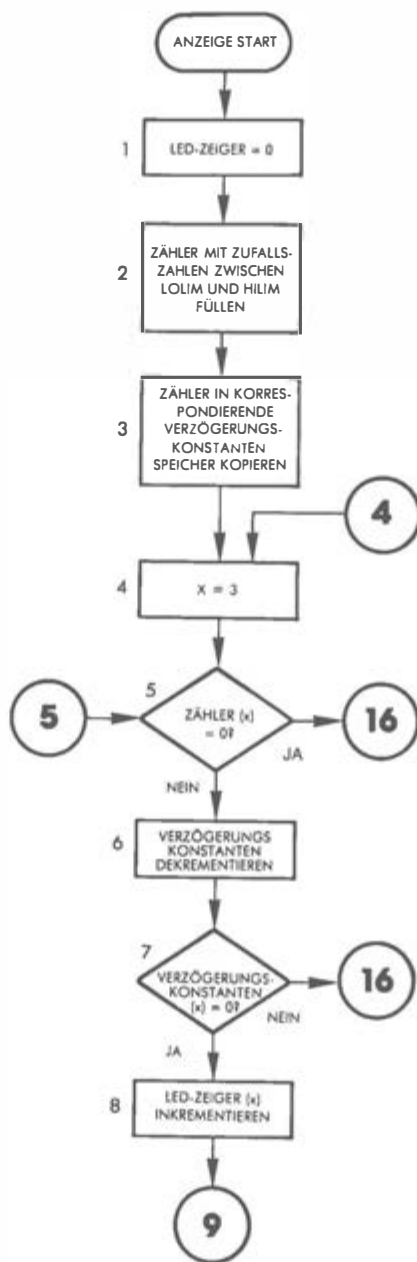 ANZEIGE START
1
LED-ZEIGER = 0
2
ZÄHLER MIT ZUFALLS-
ZAHLEN ZWISCHEN
LOLIM UND HILIM
FÜLLEN
3
ZÄHLER IN KORRES-
PONDIERENDE
VERZÖGERUNGS-
KONSTANTEN
SPEICHER KOPIEREN
4
4
X = 3
5
5
ZÄHLER (x)
= 0?
16
JA
NEIN
6
VERZÖGERUNGS
KONSTANTEN
DEKREMENTIEREN
7
VERZÖGERUNGS-
KONSTANTEN
(x) = 0?
16
NEIN
JA
8
LED-ZEIGER (x)
INKREMENTIEREN
9